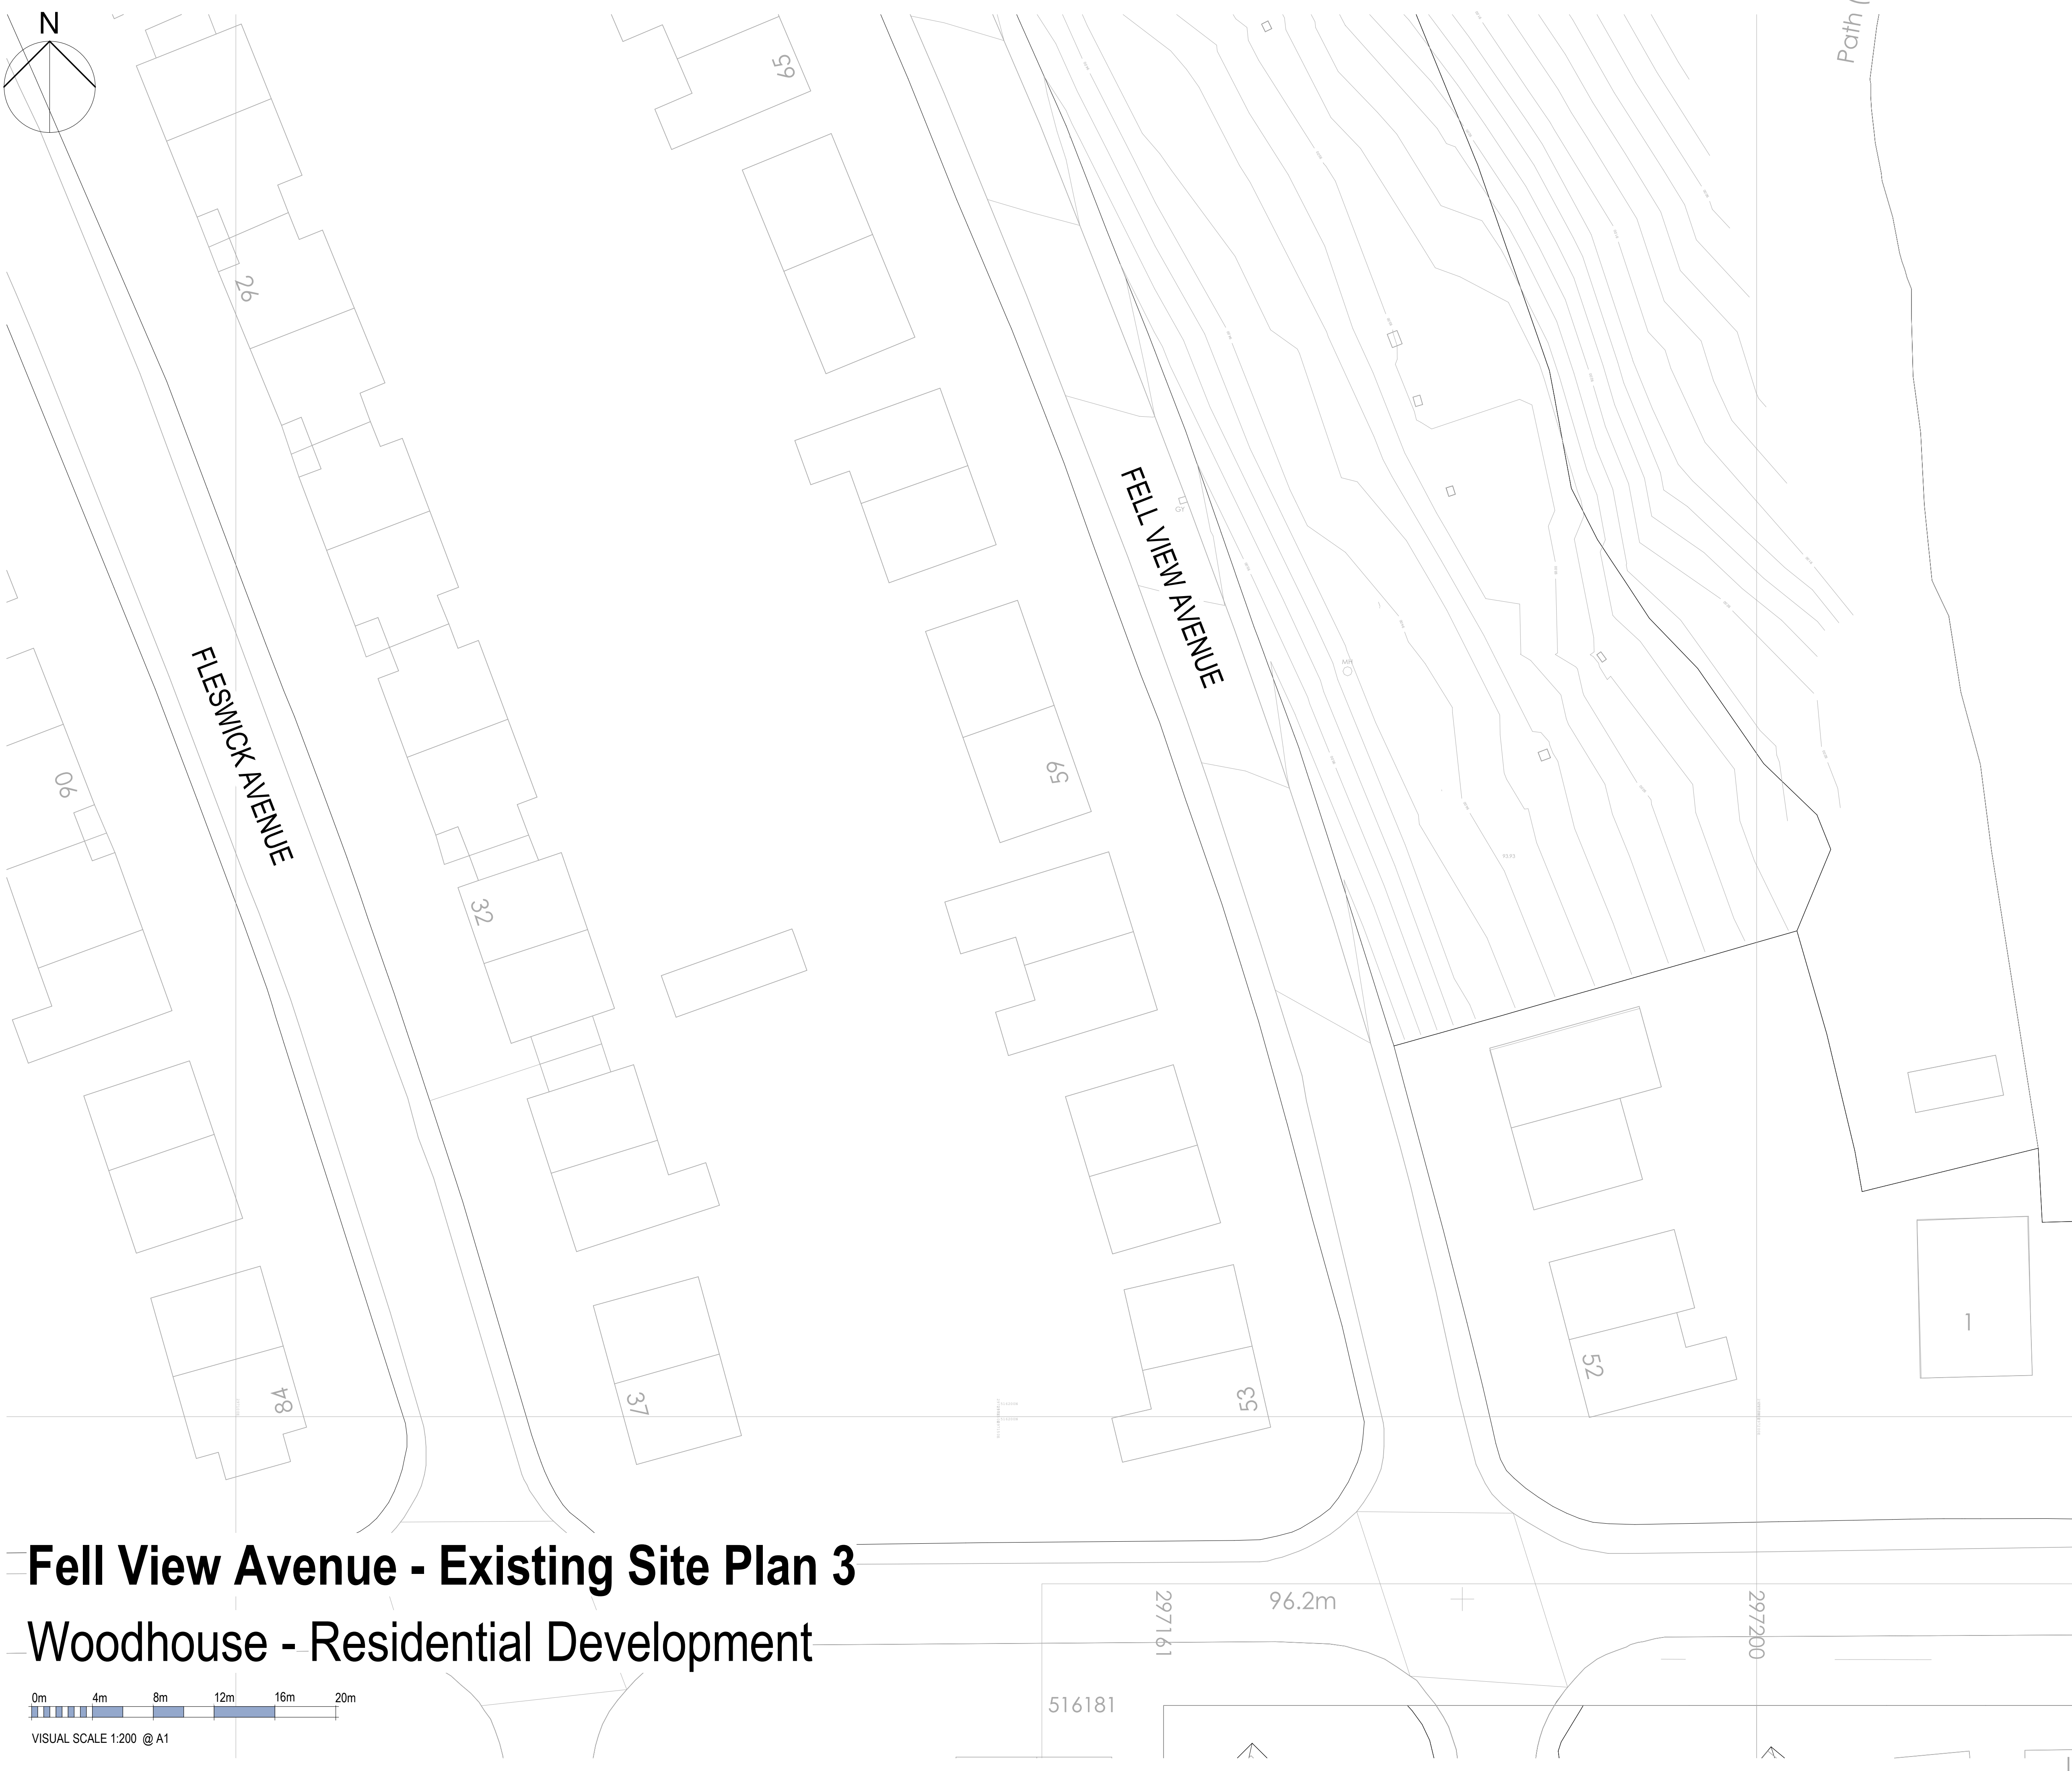 N
Path (
65
26
FELL VIEW AVENUE
GY
MH
FLESWICK AVENUE
59
90
32
52
1
84
37
53
Fell View Avenue - Existing Site Plan 3
Woodhouse - Residential Development
96.2m
297161
297200
516181
0m 4m 8m 12m 16m 20m
VISUAL SCALE 1:200 @ A1